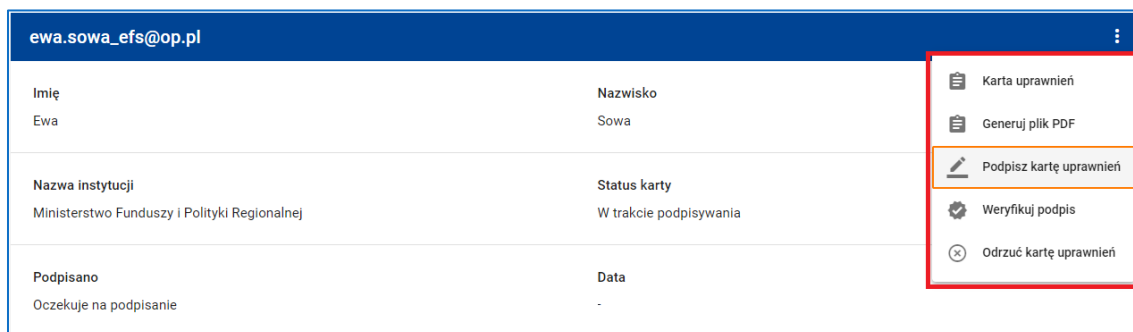 ewa.sowa_efs@op.pl
Imię
Nazwisko
Ewa
Sowa
Nazwa instytucji
Status karty
Ministerstwo Funduszy i Polityki Regionalnej
W trakcie podpisywania
Podpisano
Data
Oczekuje na podpisanie
-
Karta uprawnień
Generuj plik PDF
Podpisz kartę uprawnień
Weryfikuj podpis
Odrzuć kartę uprawnień